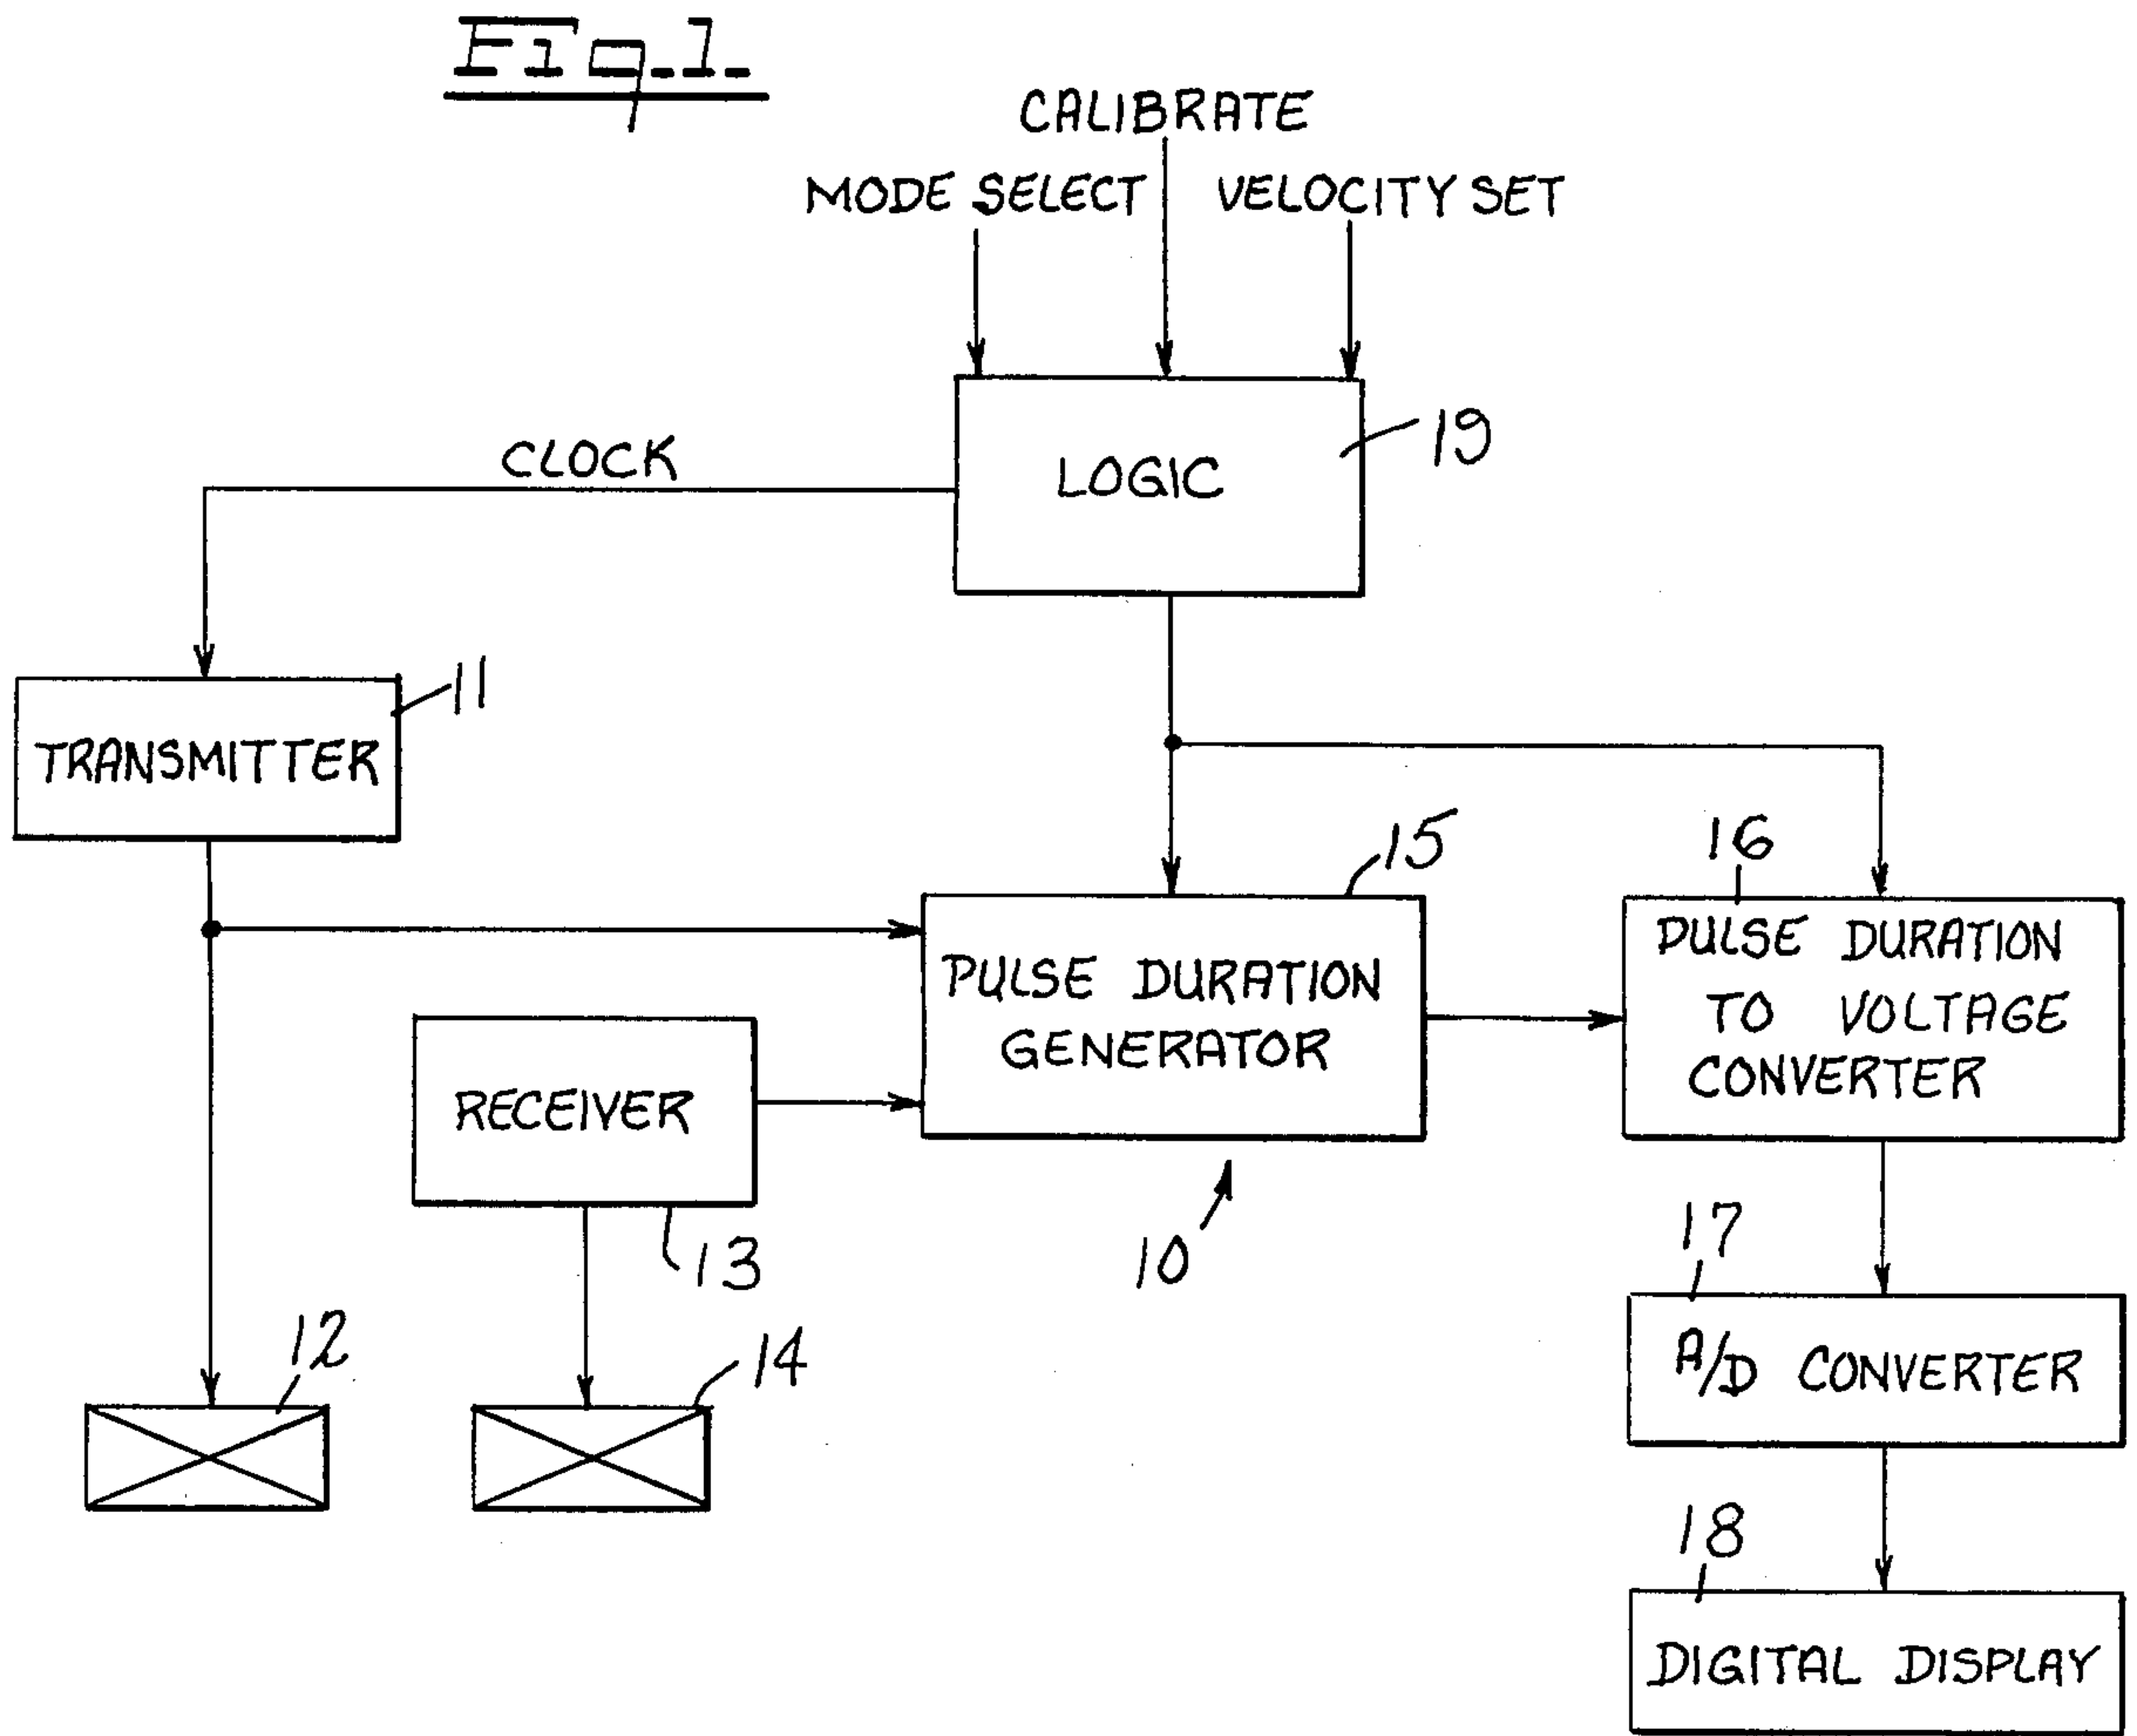 Fig.1.
CALIBRATE
MODE SELECT
VELOCITY SET
CLOCK
LOGIC
19
TRANSMITTER
11
15
16
PULSE DURATION
GENERATOR
PULSE DURATION
TO VOLTAGE
CONVERTER
RECEIVER
13
10
17
A/D CONVERTER
12
14
18
DIGITAL DISPLAY